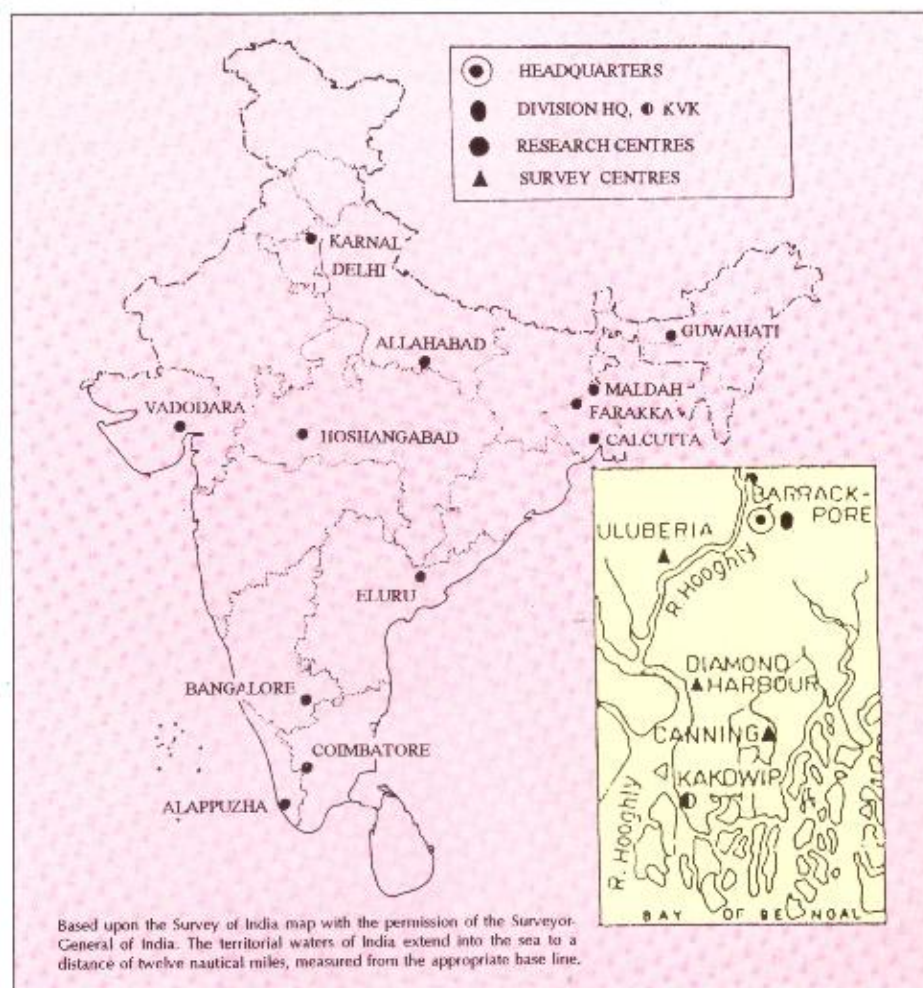 HEADQUARTERS
DIVISION HQ, KVK
RESEARCH CENTRES
SURVEY CENTRES
KARNAL
DELHI
GUWAHATI
ALLAHABAD
MALDAH
VADODARA
FARAKKA
HOSHANGABAD
CALCUTTA
BARRACK-
PORE
ULUBERIA
R. Hooghly
ELURU
DIAMOND
HARBOUR
BANGALORE
CANNING
COIMBATORE
KAKDWIP
ALAPPUZHA
R. Hooghly
BAY OF BENGAL
Based upon the Survey of India map with the permission of the Surveyor-
General of India. The territorial waters of India extend into the sea to a
distance of twelve nautical miles, measured from the appropriate base line.